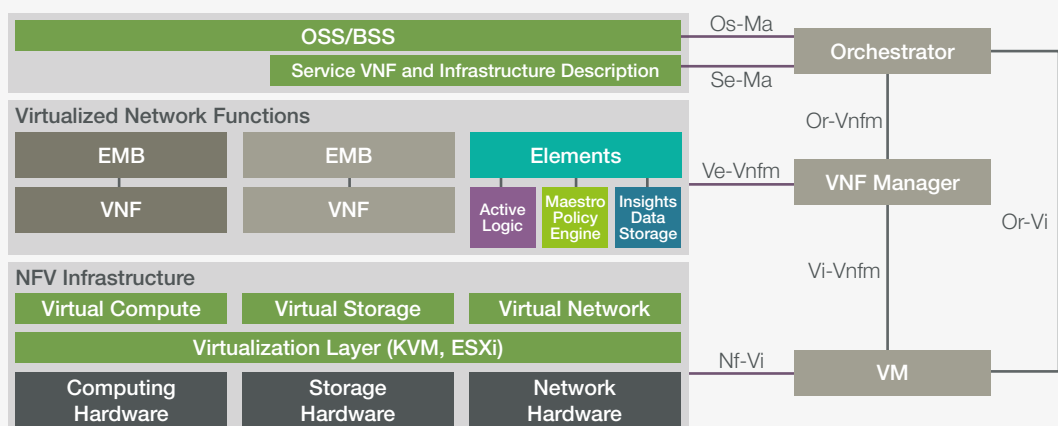 OSS/BSS
Service VNF and Infrastructure Description
Os-Ma
Se-Ma
Orchestrator
Or-Vnfm
Virtualized Network Functions
EMB
EMB
Elements
VNF
VNF
Active
Logic
Maestro
Policy
Engine
Insights
Data
Storage
Ve-Vnfm
VNF Manager
Or-Vi
Vi-Vnfm
NFV Infrastructure
Virtual Compute
Virtual Storage
Virtual Network
Virtualization Layer (KVM, ESXi)
Nf-Vi
VM
Computing
Hardware
Storage
Hardware
Network
Hardware